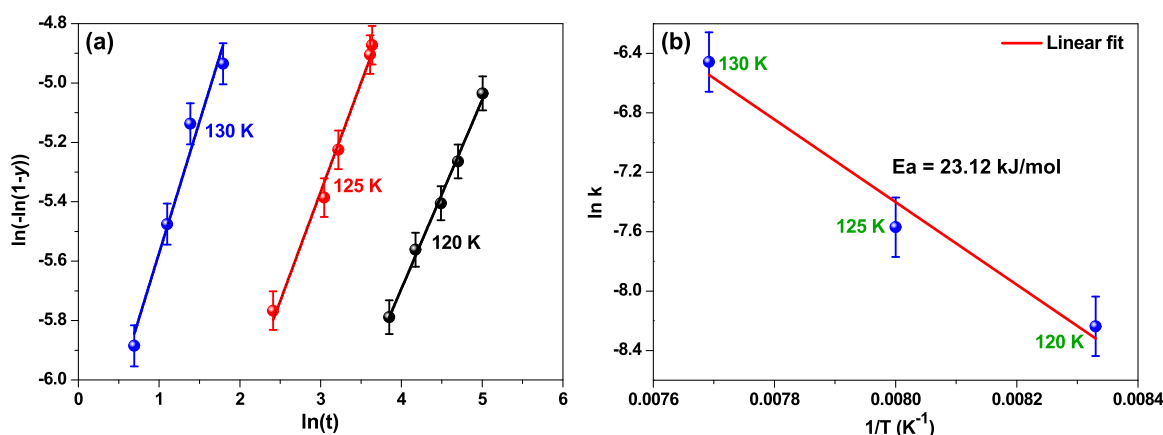 (a)
-4.8
-5.0
-5.2
-5.4
-5.6
-5.8
-6.0
ln(-ln(1-y))
130 K
125 K
120 K
0 1 2 3 4 5 6
ln(t)
(b)
Linear fit
-6.4
-6.8
-7.2
-7.6
-8.0
-8.4
ln k
130 K
Ea = 23.12 kJ/mol
125 K
120 K
0.0076 0.0078 0.0080 0.0082 0.0084
1/T (K⁻¹)